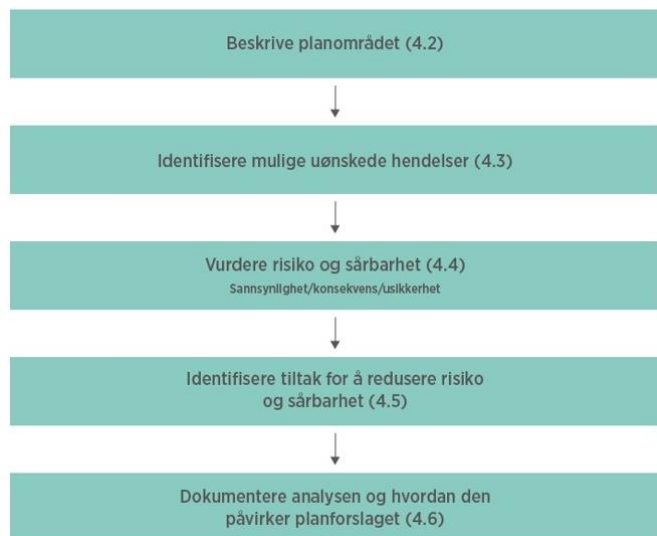 Beskrive planområdet (4.2)
Identifisere mulige uønskede hendelser (4.3)
Vurdere risiko og sårbarhet (4.4)
Sannsynlighet/konsekvens/usikkerhet
Identifisere tiltak for å redusere risiko
og sårbarhet (4.5)
Dokumentere analysen og hvordan den
påvirker planforslaget (4.6)